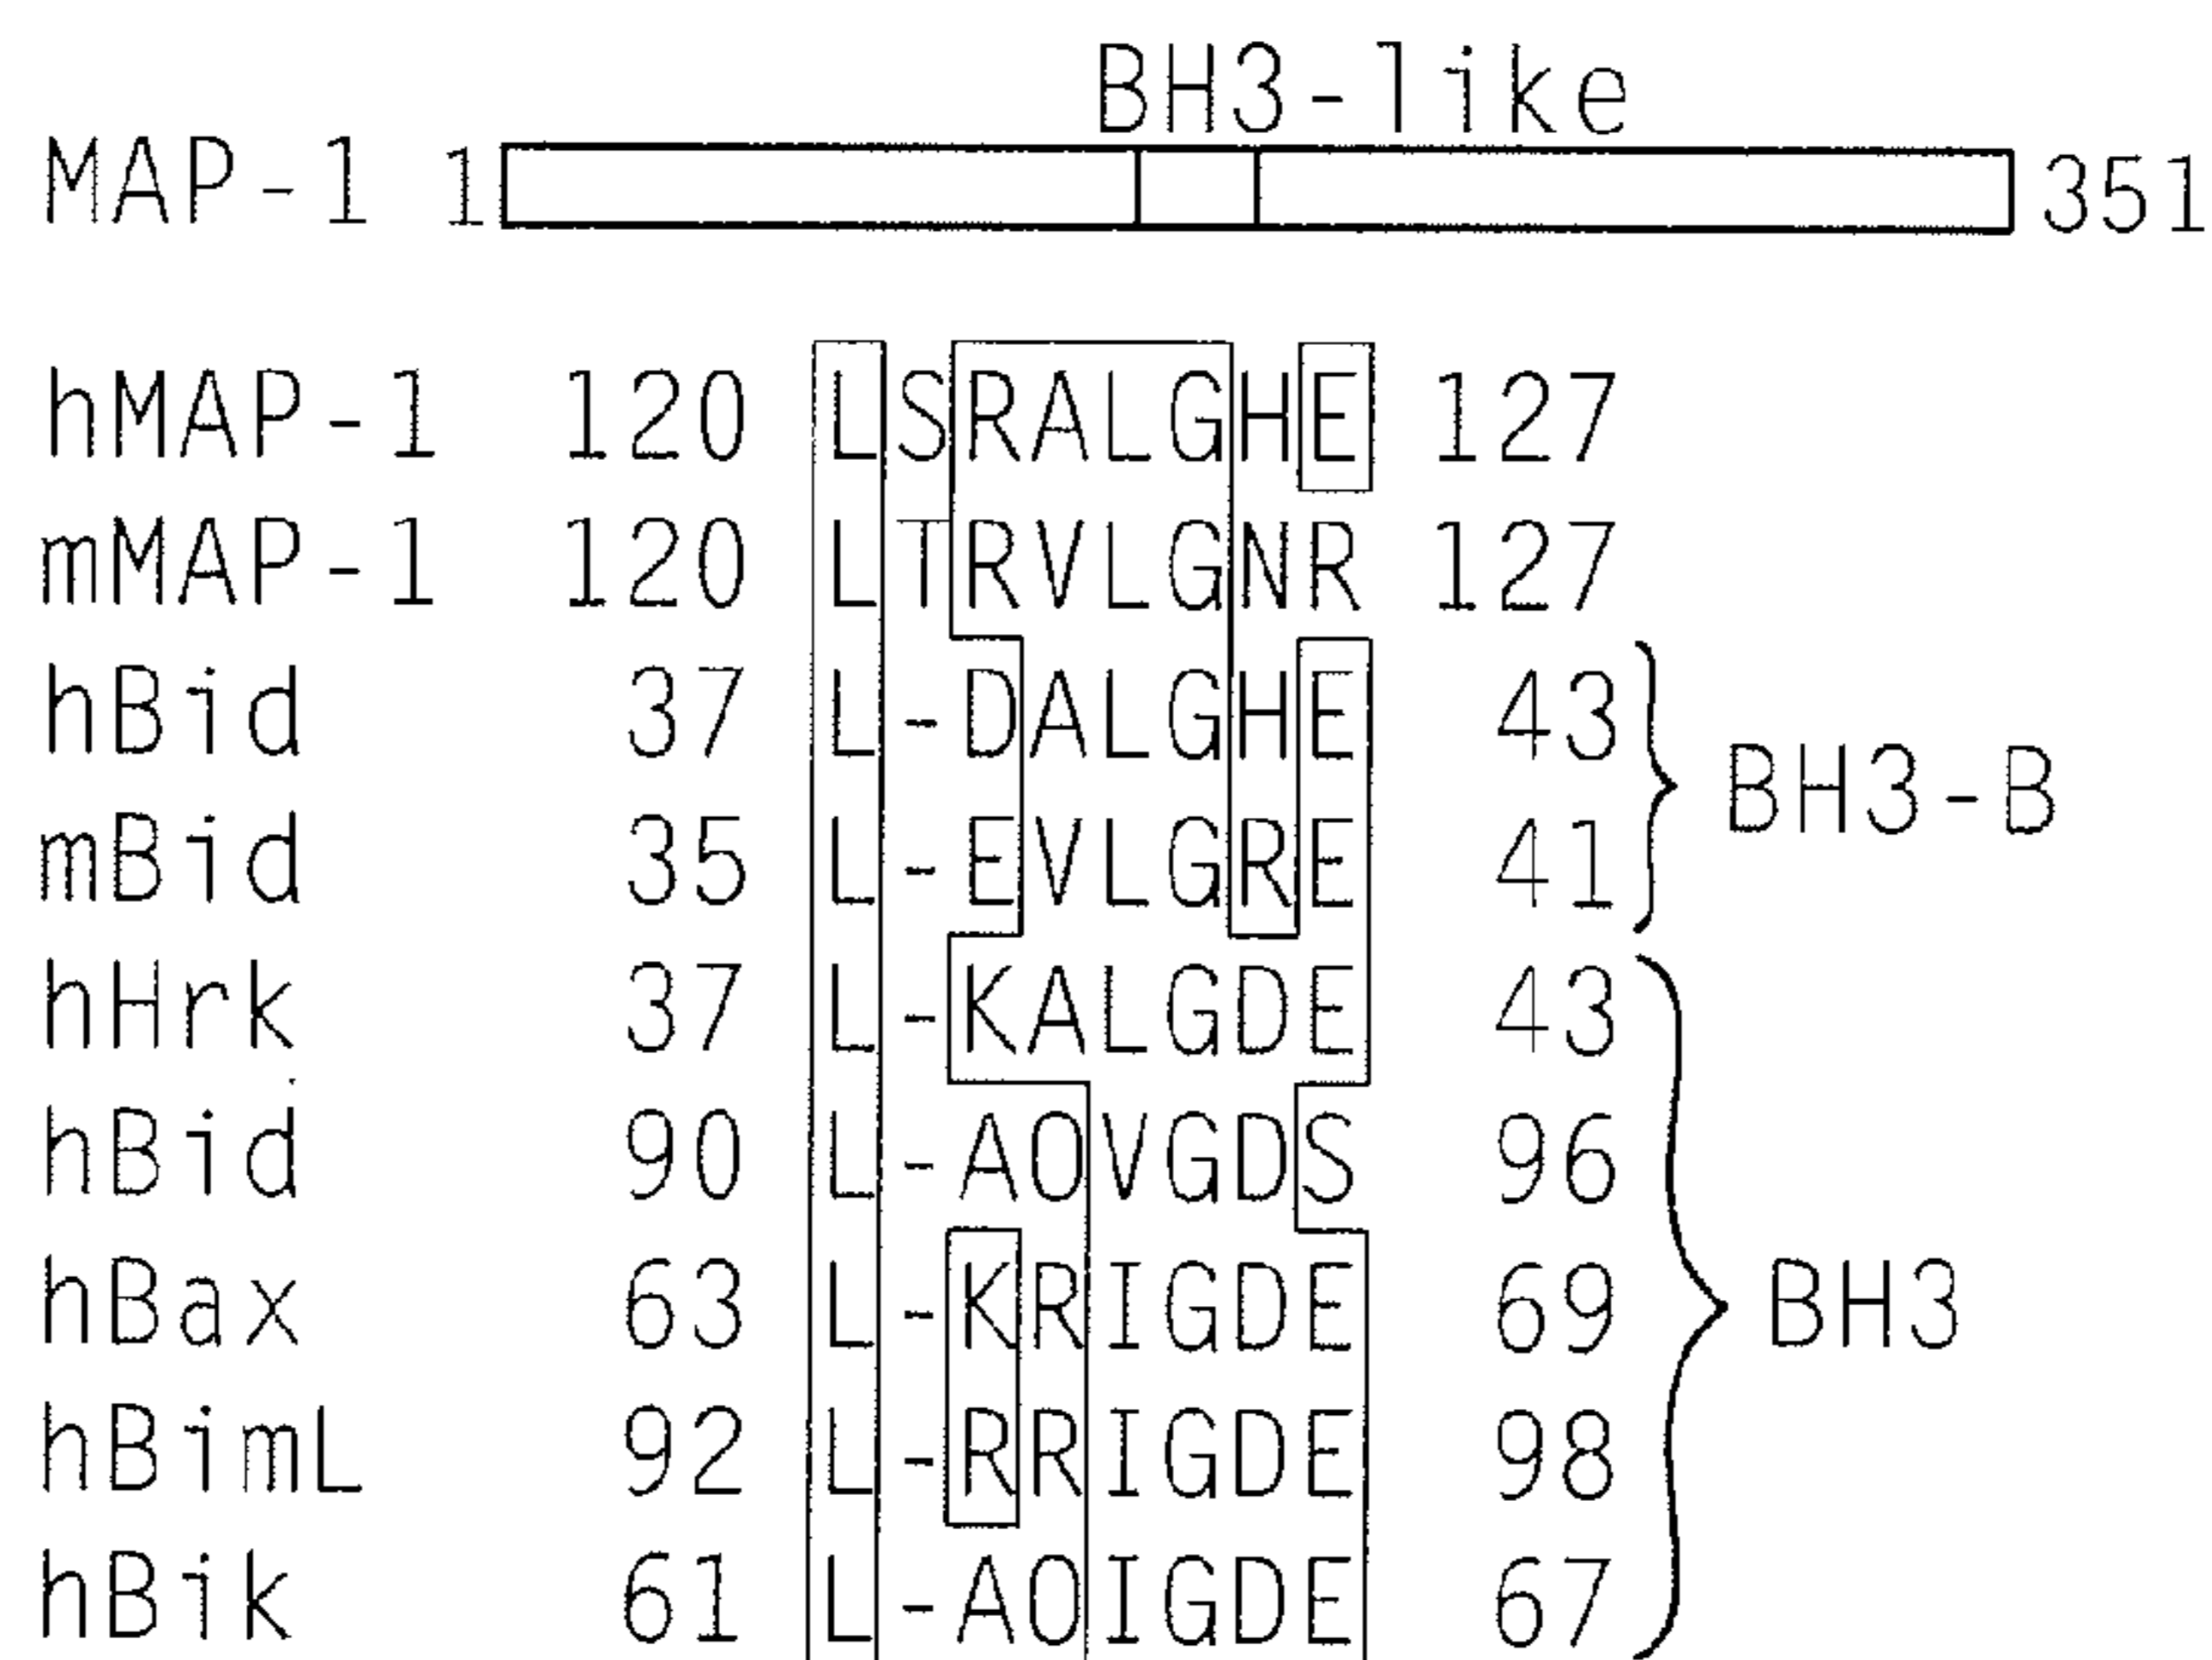 BH3-like
MAP-1 1 351
hMAP-1 120 LSRALGHE 127
mMAP-1 120 LTRVLGNR 127
hBid 37 L-DALGHE 43
mBid 35 L-EVLGRE 41
BH3-B
hHrk 37 L-KALGDE 43
hBid 90 L-AOVGDS 96
hBax 63 L-KRIGDE 69
BH3
hBimL 92 L-RRIGDE 98
hBik 61 L-AOIGDE 67